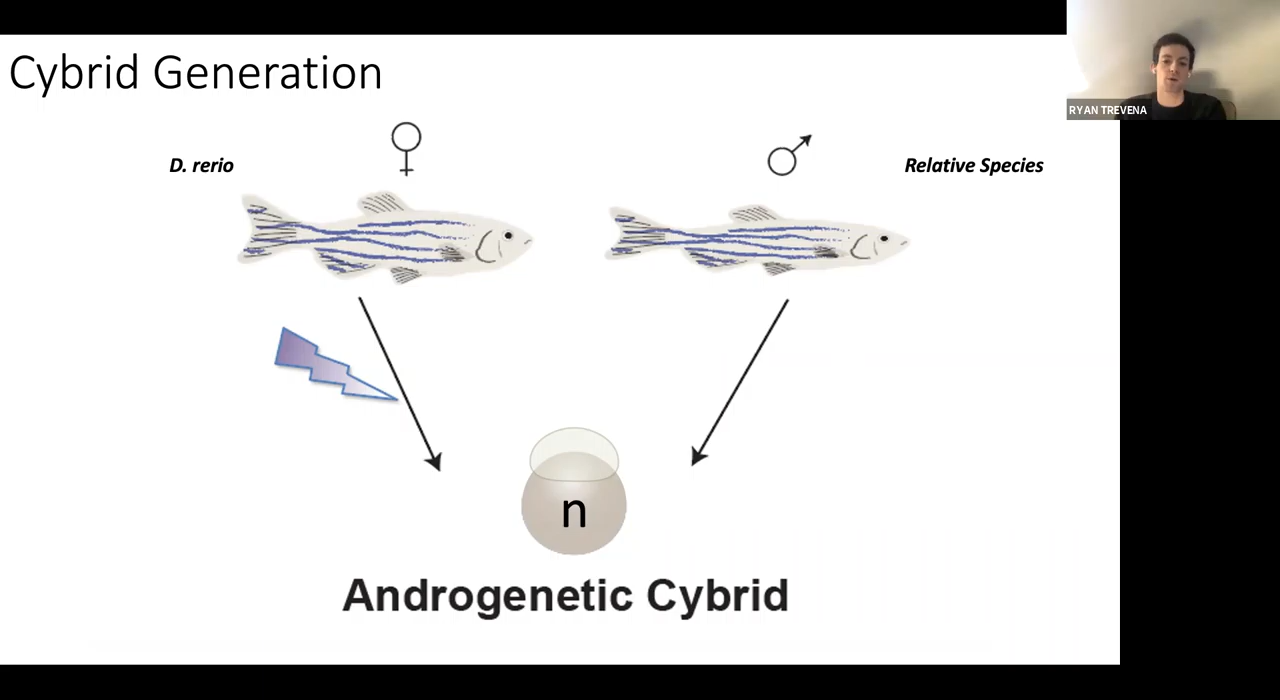 Cybrid Generation
RYAN TREVENA
D. rerio
Relative Species
n
Androgenetic Cybrid